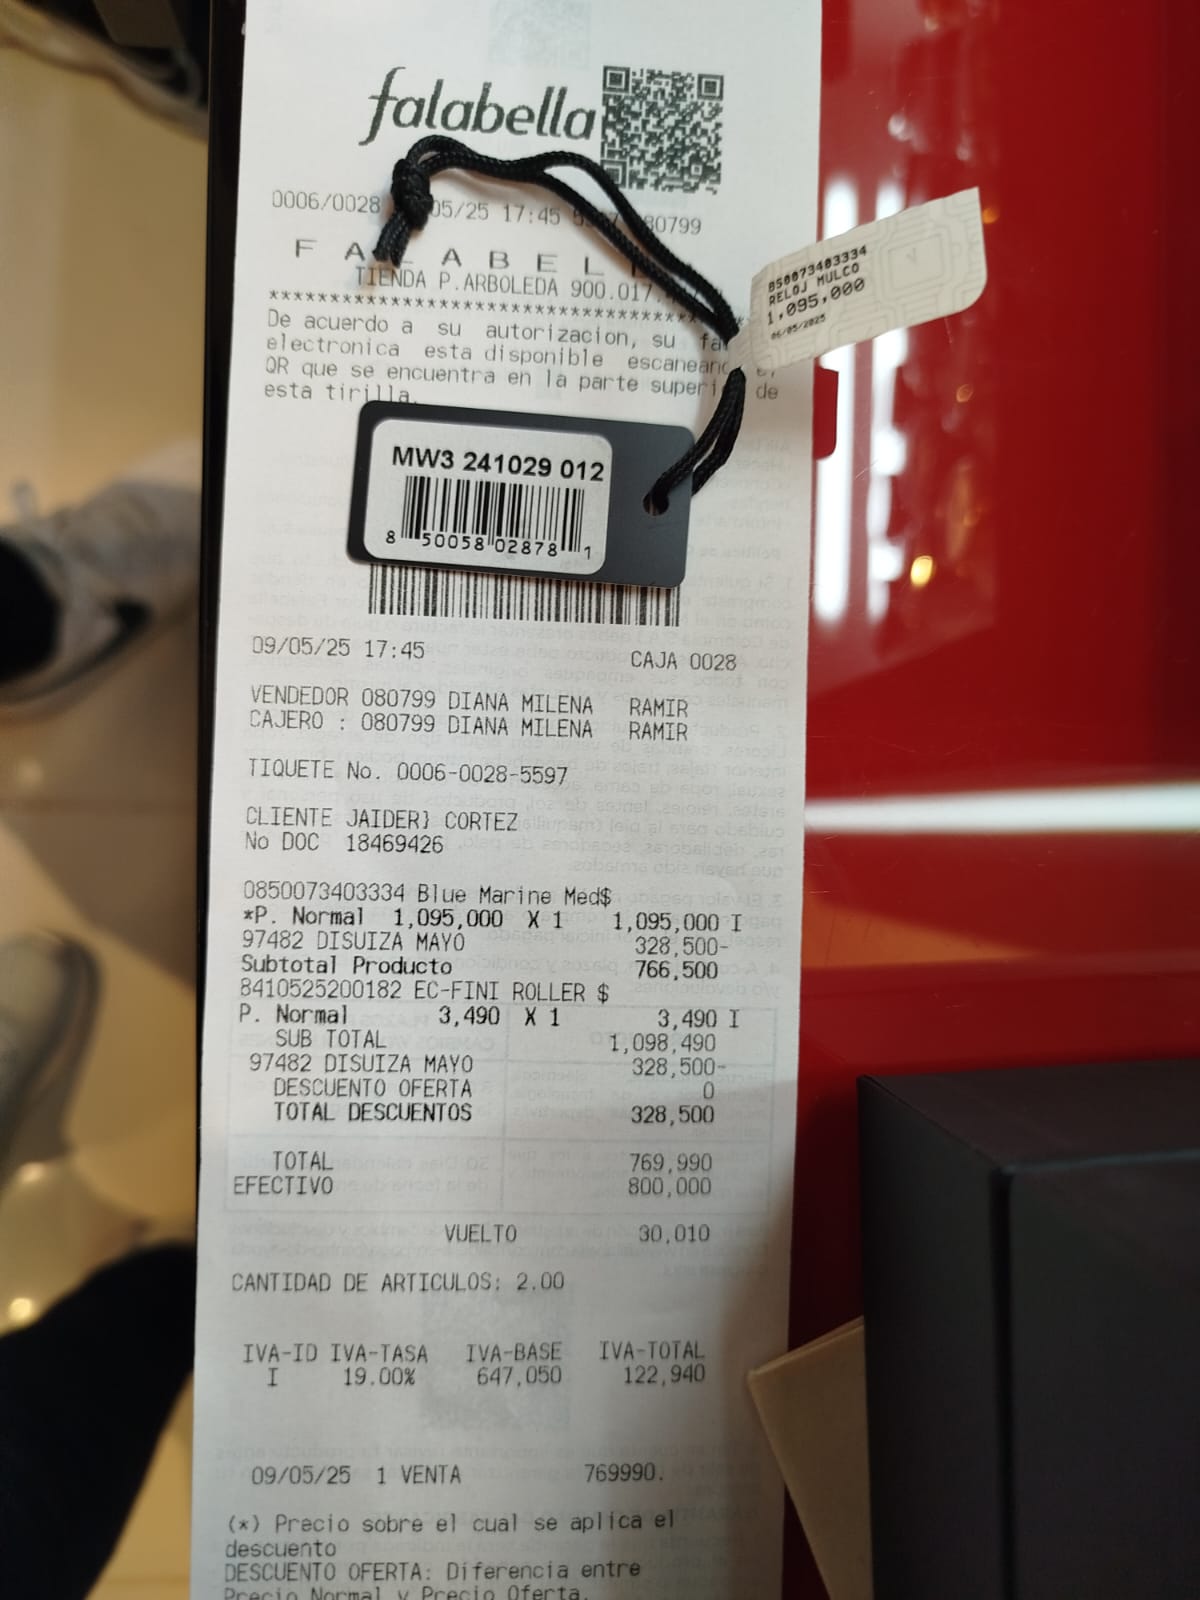 falabella
0006/0028 05/25 17:45 80799
F A A B E L
TIENDA P.ARBOLEDA 900.017.
****************************************
De acuerdo a su autorizacion, su
electronica esta disponible
QR que se encuentra en la parte de
esta tirilla.
850073403334
RELOJ MULCO
1,095,000
06/05/2025
MW3 241029 012
8 50058 02878 1
09/05/25 17:45 CAJA 0028
VENDEDOR 080799 DIANA MILENA RAMIR
CAJERO : 080799 DIANA MILENA RAMIR
TIQUETE No. 0006-0028-5597
CLIENTE JAIDER} CORTEZ
No DOC 18469426
0850073403334 Blue Marine Med$
*P. Normal 1,095,000 X 1 1,095,000 I
97482 DISUIZA MAYO 328,500-
Subtotal Producto 766,500
8410525200182 EC-FINI ROLLER $
P. Normal 3,490 X 1 3,490 I
SUB TOTAL 1,098,490
97482 DISUIZA MAYO 328,500-
DESCUENTO OFERTA 0
TOTAL DESCUENTOS 328,500
TOTAL 769,990
EFECTIVO 800,000
VUELTO 30,010
CANTIDAD DE ARTICULOS: 2.00
IVA-ID IVA-TASA IVA-BASE IVA-TOTAL
I 19.00% 647,050 122,940
09/05/25 1 VENTA 769990.
(*) Precio sobre el cual se aplica el
descuento
DESCUENTO OFERTA: Diferencia entre
Precio Normal y Precio Oferta.